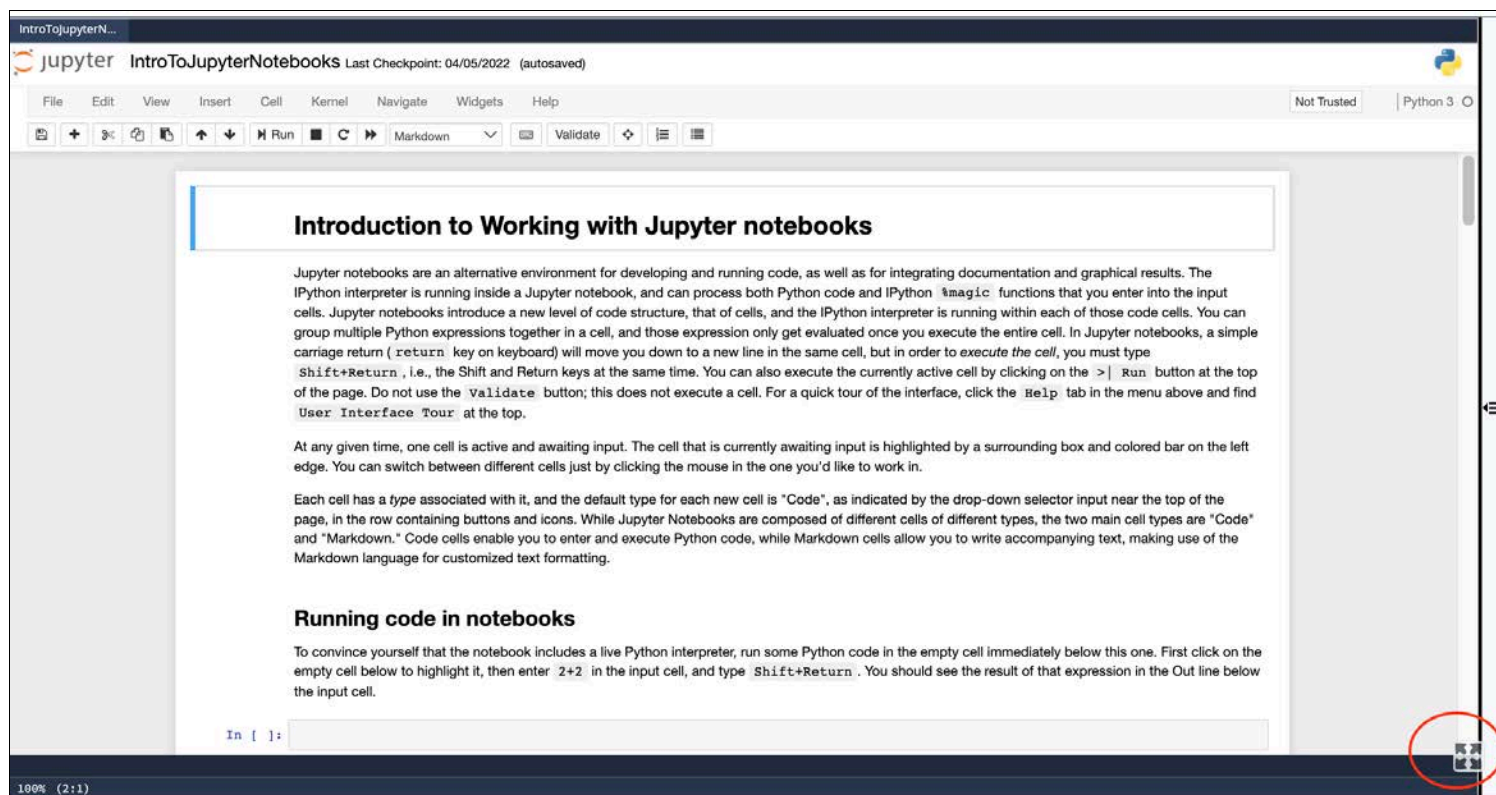 IntroToJupyterN...
jupyter IntroToJupyterNotebooks Last Checkpoint: 04/05/2022 (autosaved)
File Edit View Insert Cell Kernel Navigate Widgets Help Not Trusted Python 3
Run Markdown Validate
Introduction to Working with Jupyter notebooks
Jupyter notebooks are an alternative environment for developing and running code, as well as for integrating documentation and graphical results. The
IPython interpreter is running inside a Jupyter notebook, and can process both Python code and IPython %magic functions that you enter into the input
cells. Jupyter notebooks introduce a new level of code structure, that of cells, and the IPython interpreter is running within each of those code cells. You can
group multiple Python expressions together in a cell, and those expression only get evaluated once you execute the entire cell. In Jupyter notebooks, a simple
carriage return ( return key on keyboard) will move you down to a new line in the same cell, but in order to execute the cell, you must type
Shift+Return , i.e., the Shift and Return keys at the same time. You can also execute the currently active cell by clicking on the >| Run button at the top
of the page. Do not use the Validate button; this does not execute a cell. For a quick tour of the interface, click the Help tab in the menu above and find
User Interface Tour at the top.
At any given time, one cell is active and awaiting input. The cell that is currently awaiting input is highlighted by a surrounding box and colored bar on the left
edge. You can switch between different cells just by clicking the mouse in the one you'd like to work in.
Each cell has a type associated with it, and the default type for each new cell is "Code", as indicated by the drop-down selector input near the top of the
page, in the row containing buttons and icons. While Jupyter Notebooks are composed of different cells of different types, the two main cell types are "Code"
and "Markdown." Code cells enable you to enter and execute Python code, while Markdown cells allow you to write accompanying text, making use of the
Markdown language for customized text formatting.
Running code in notebooks
To convince yourself that the notebook includes a live Python interpreter, run some Python code in the empty cell immediately below this one. First click on the
empty cell below to highlight it, then enter 2+2 in the input cell, and type Shift+Return . You should see the result of that expression in the Out line below
the input cell.
In [ ]:
100% (2:1)